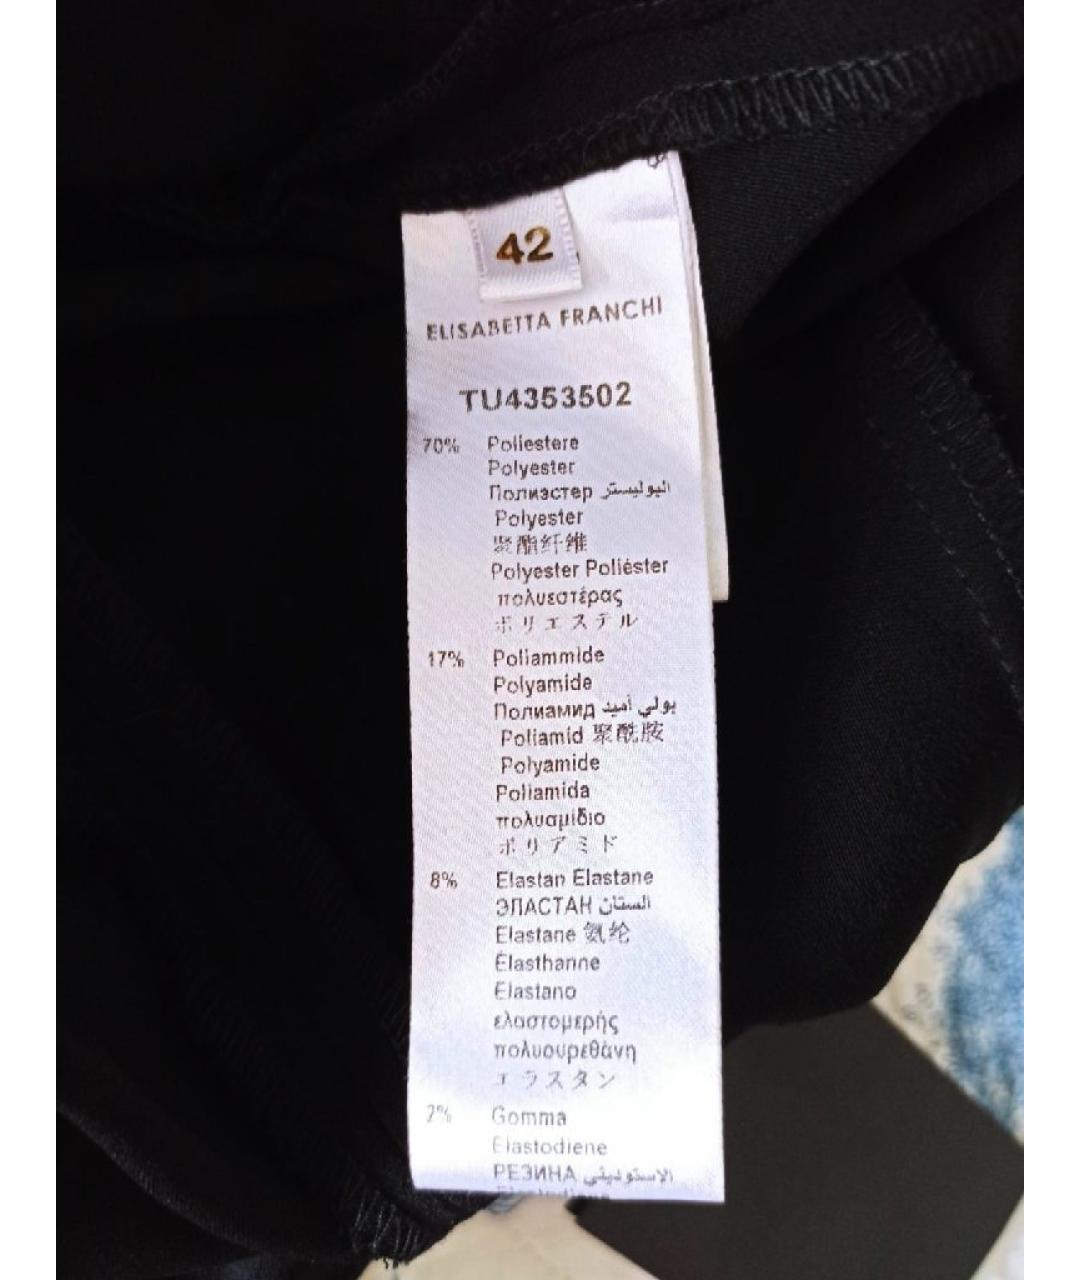 42
ELISABETTA FRANCHI
TU4353502
70% Poliestere
Polyester
Полиэстер البوليستر
Polyester
聚酯纤维
Polyester Poliéster
πολυεστέρας
ポリエステル
17% Poliammide
Polyamide
Полиамид بولي أميد
Poliamid 聚酰胺
Polyamide
Poliamida
πολυαμίδιο
ポリアミド
8% Elastan Elastane
ЭЛАСТАН الستان
Elastane 氨纶
Élasthanne
Elastano
ελαστομερής
πολυουρεθάνη
エラスタン
2% Gomma
Elastodiene
РЕЗИНА